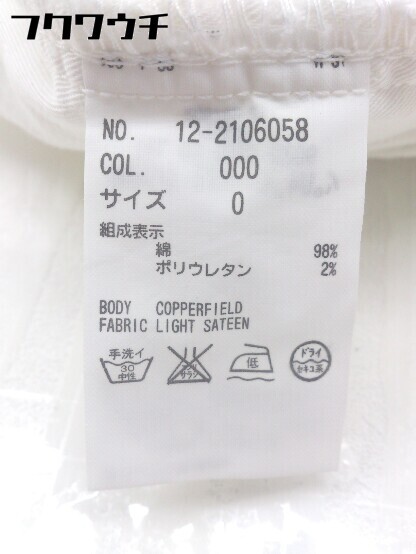 フクワウチ
NO. 12-2106058
COL. 000
サイズ 0
組成表示
綿 98%
ポリウレタン 2%
BODY COPPERFIELD
FABRIC LIGHT SATEEN
手洗イ
30
中性
低
ドライ
セキユ系